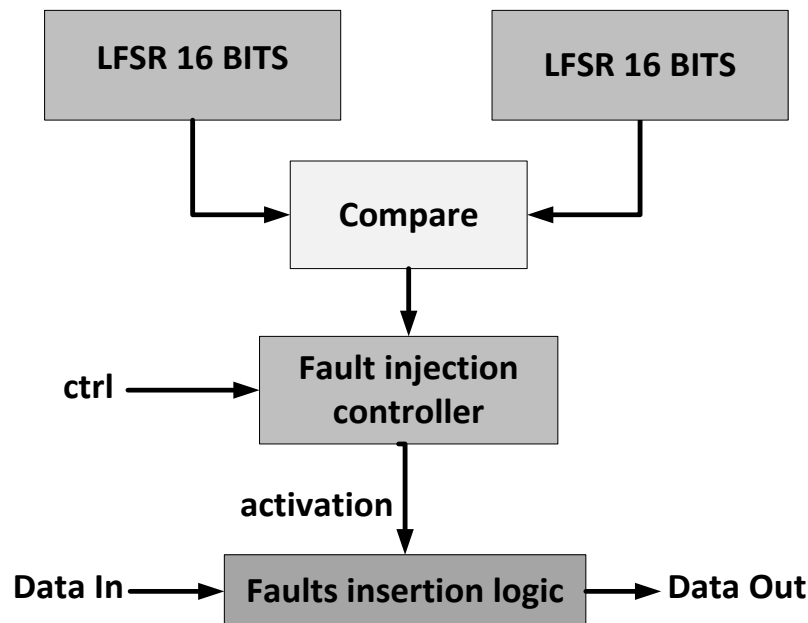 LFSR 16 BITS
LFSR 16 BITS
Compare
Fault injection
controller
ctrl
activation
Data In
Faults insertion logic
Data Out